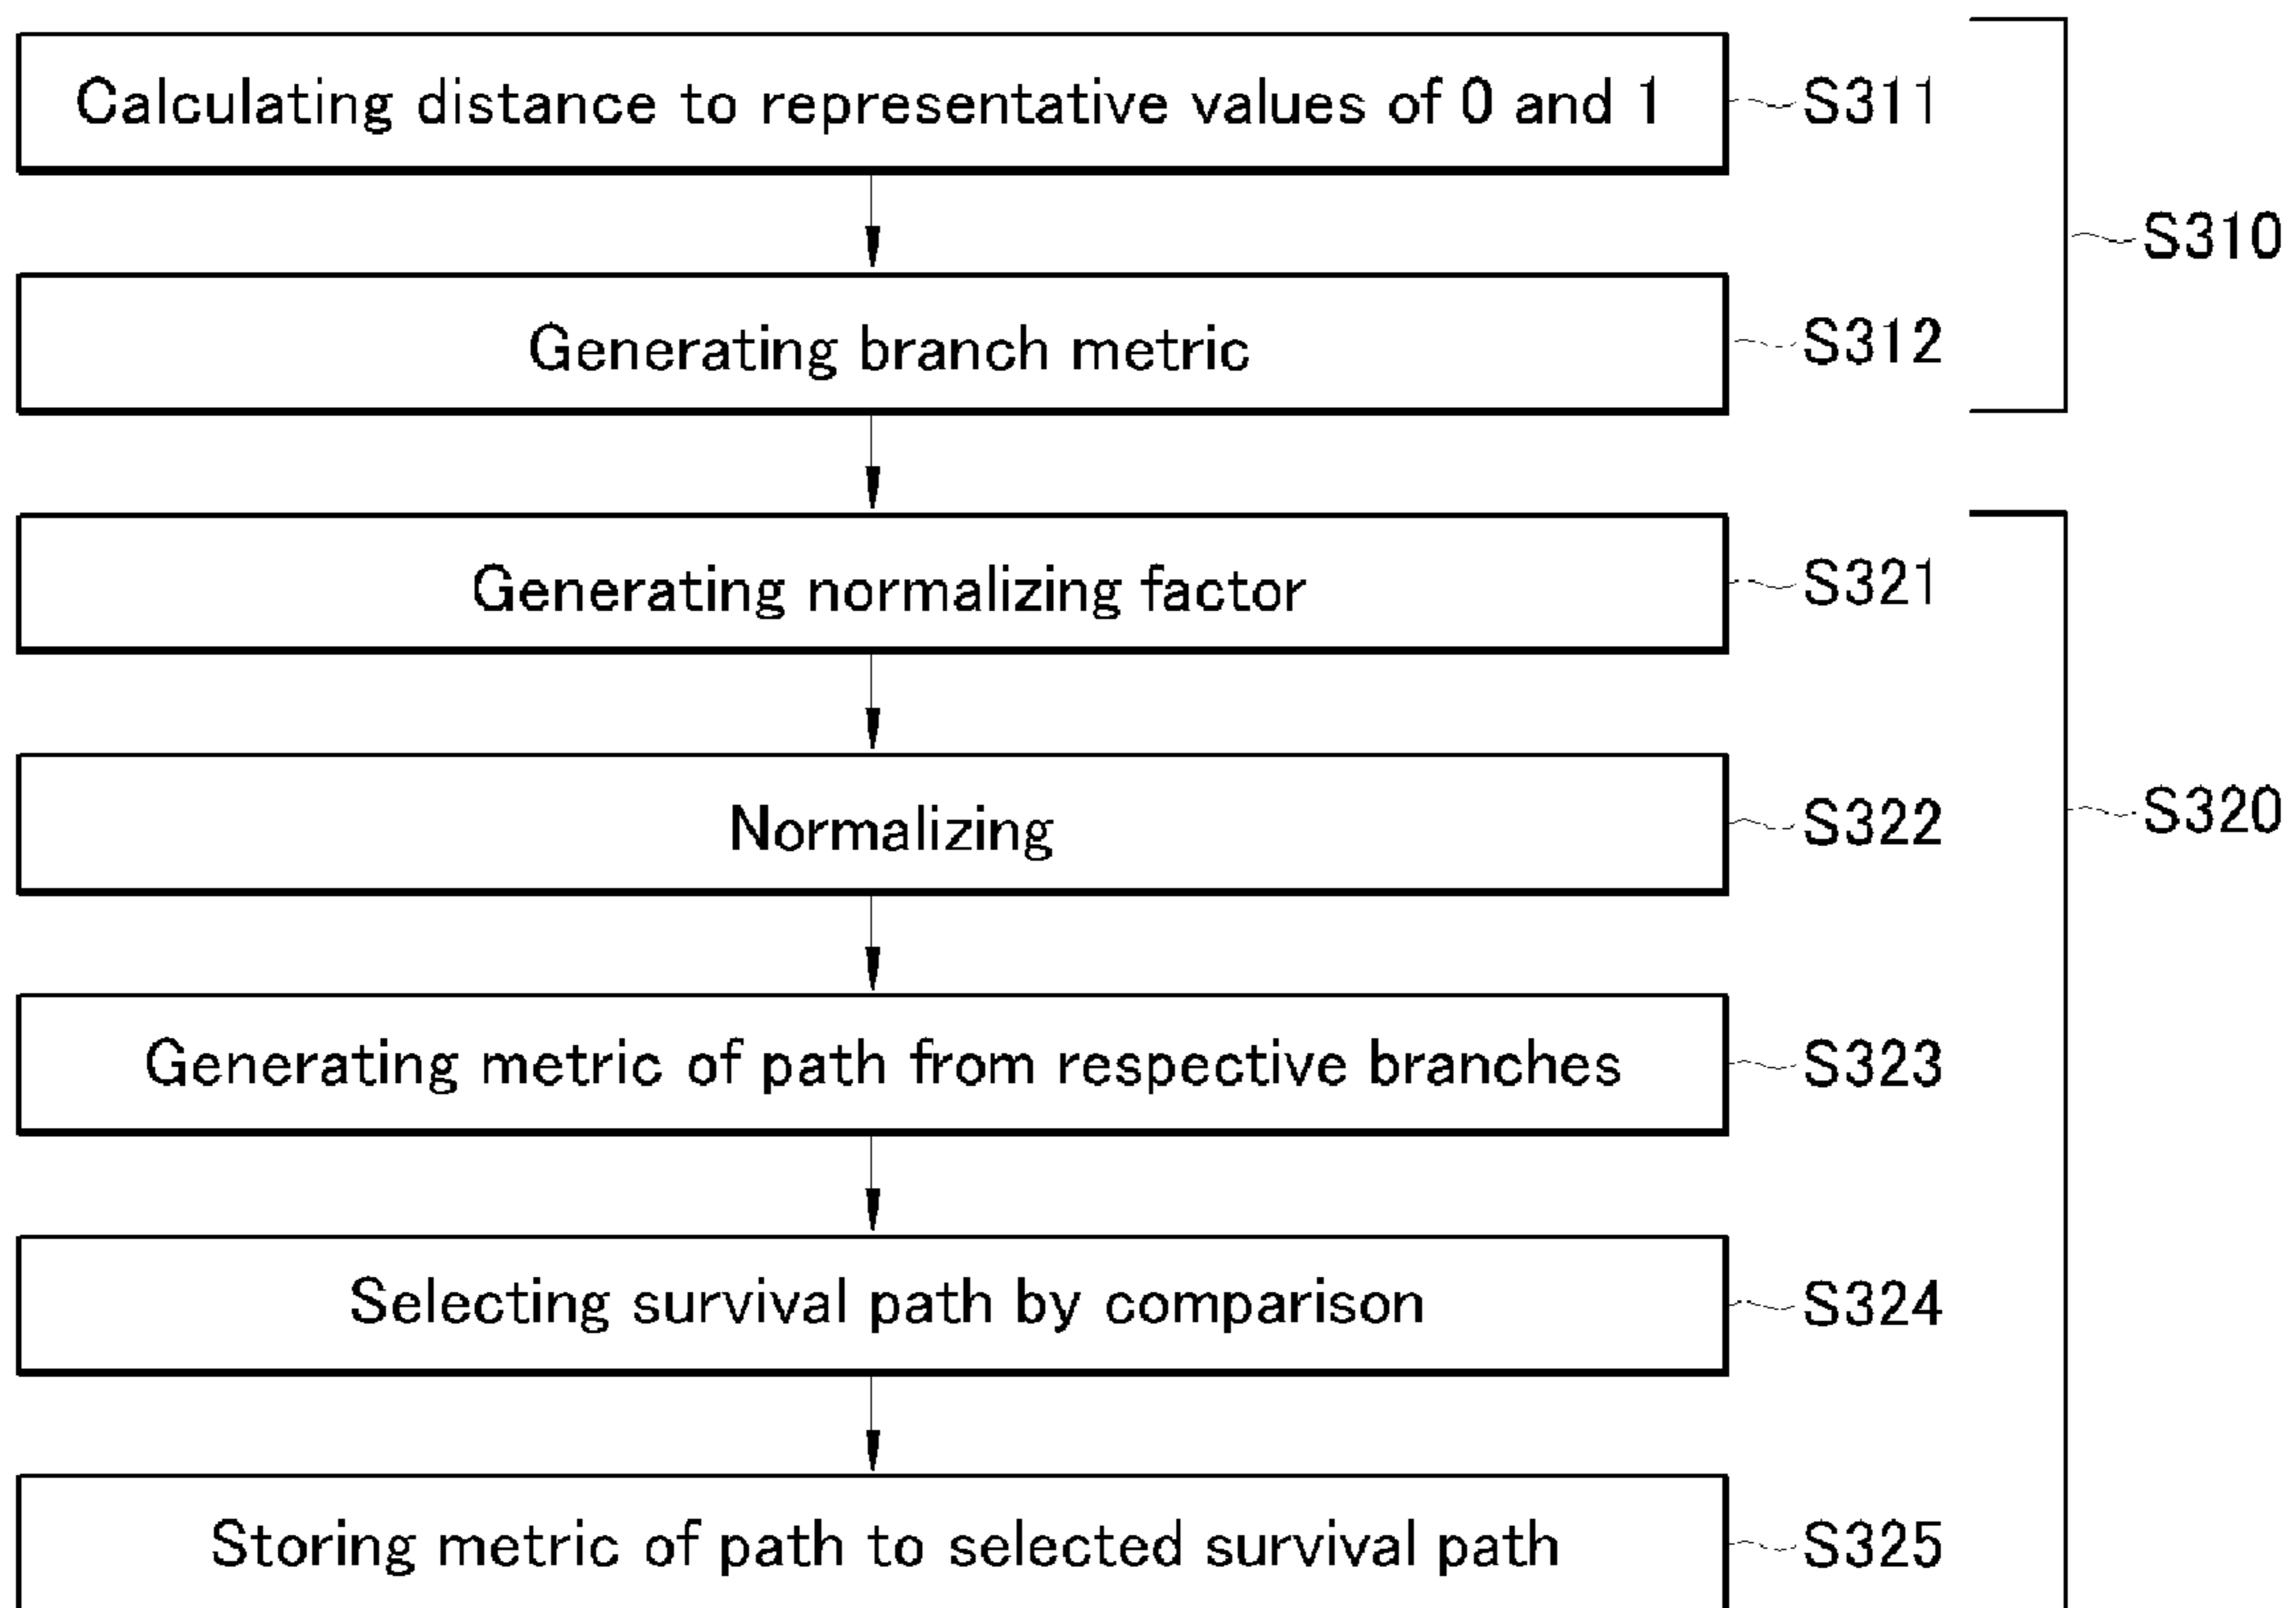 Calculating distance to representative values of 0 and 1
S311
S310
Generating branch metric
S312
Generating normalizing factor
S321
Normalizing
S322
S320
Generating metric of path from respective branches
S323
Selecting survival path by comparison
S324
Storing metric of path to selected survival path
S325